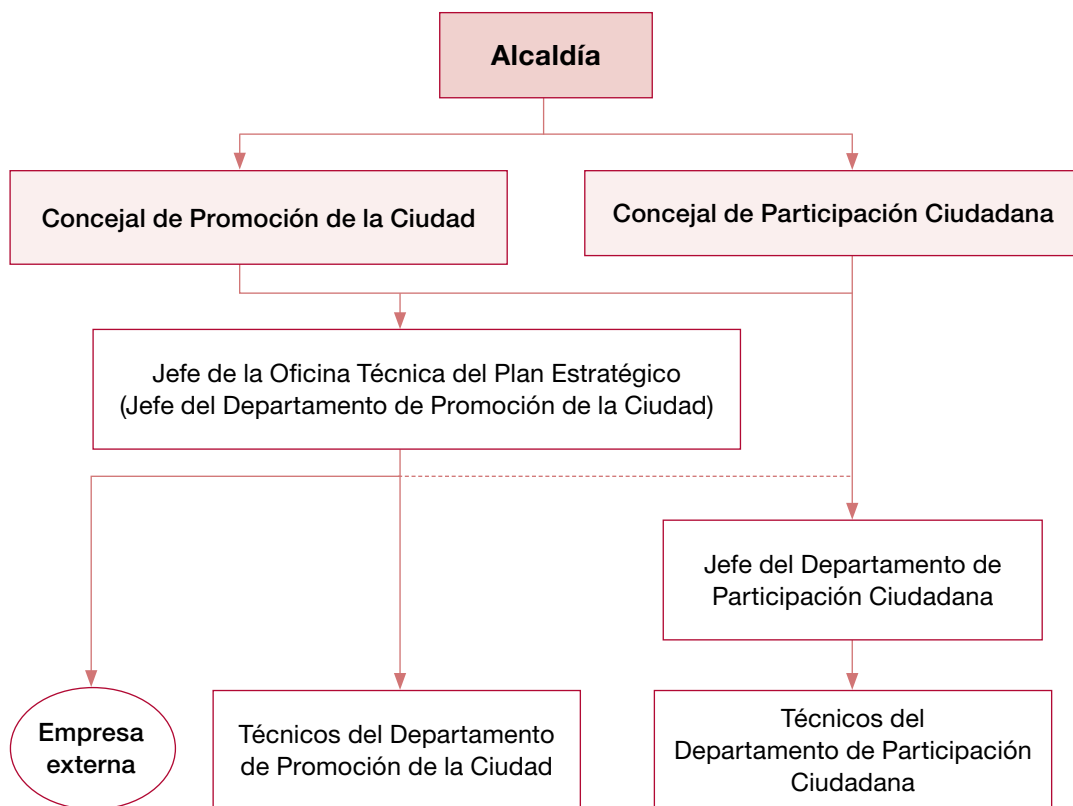 Alcaldía
Concejal de Promoción de la Ciudad
Concejal de Participación Ciudadana
Jefe de la Oficina Técnica del Plan Estratégico
(Jefe del Departamento de Promoción de la Ciudad)
Jefe del Departamento de
Participación Ciudadana
Empresa
externa
Técnicos del Departamento
de Promoción de la Ciudad
Técnicos del
Departamento de Participación
Ciudadana